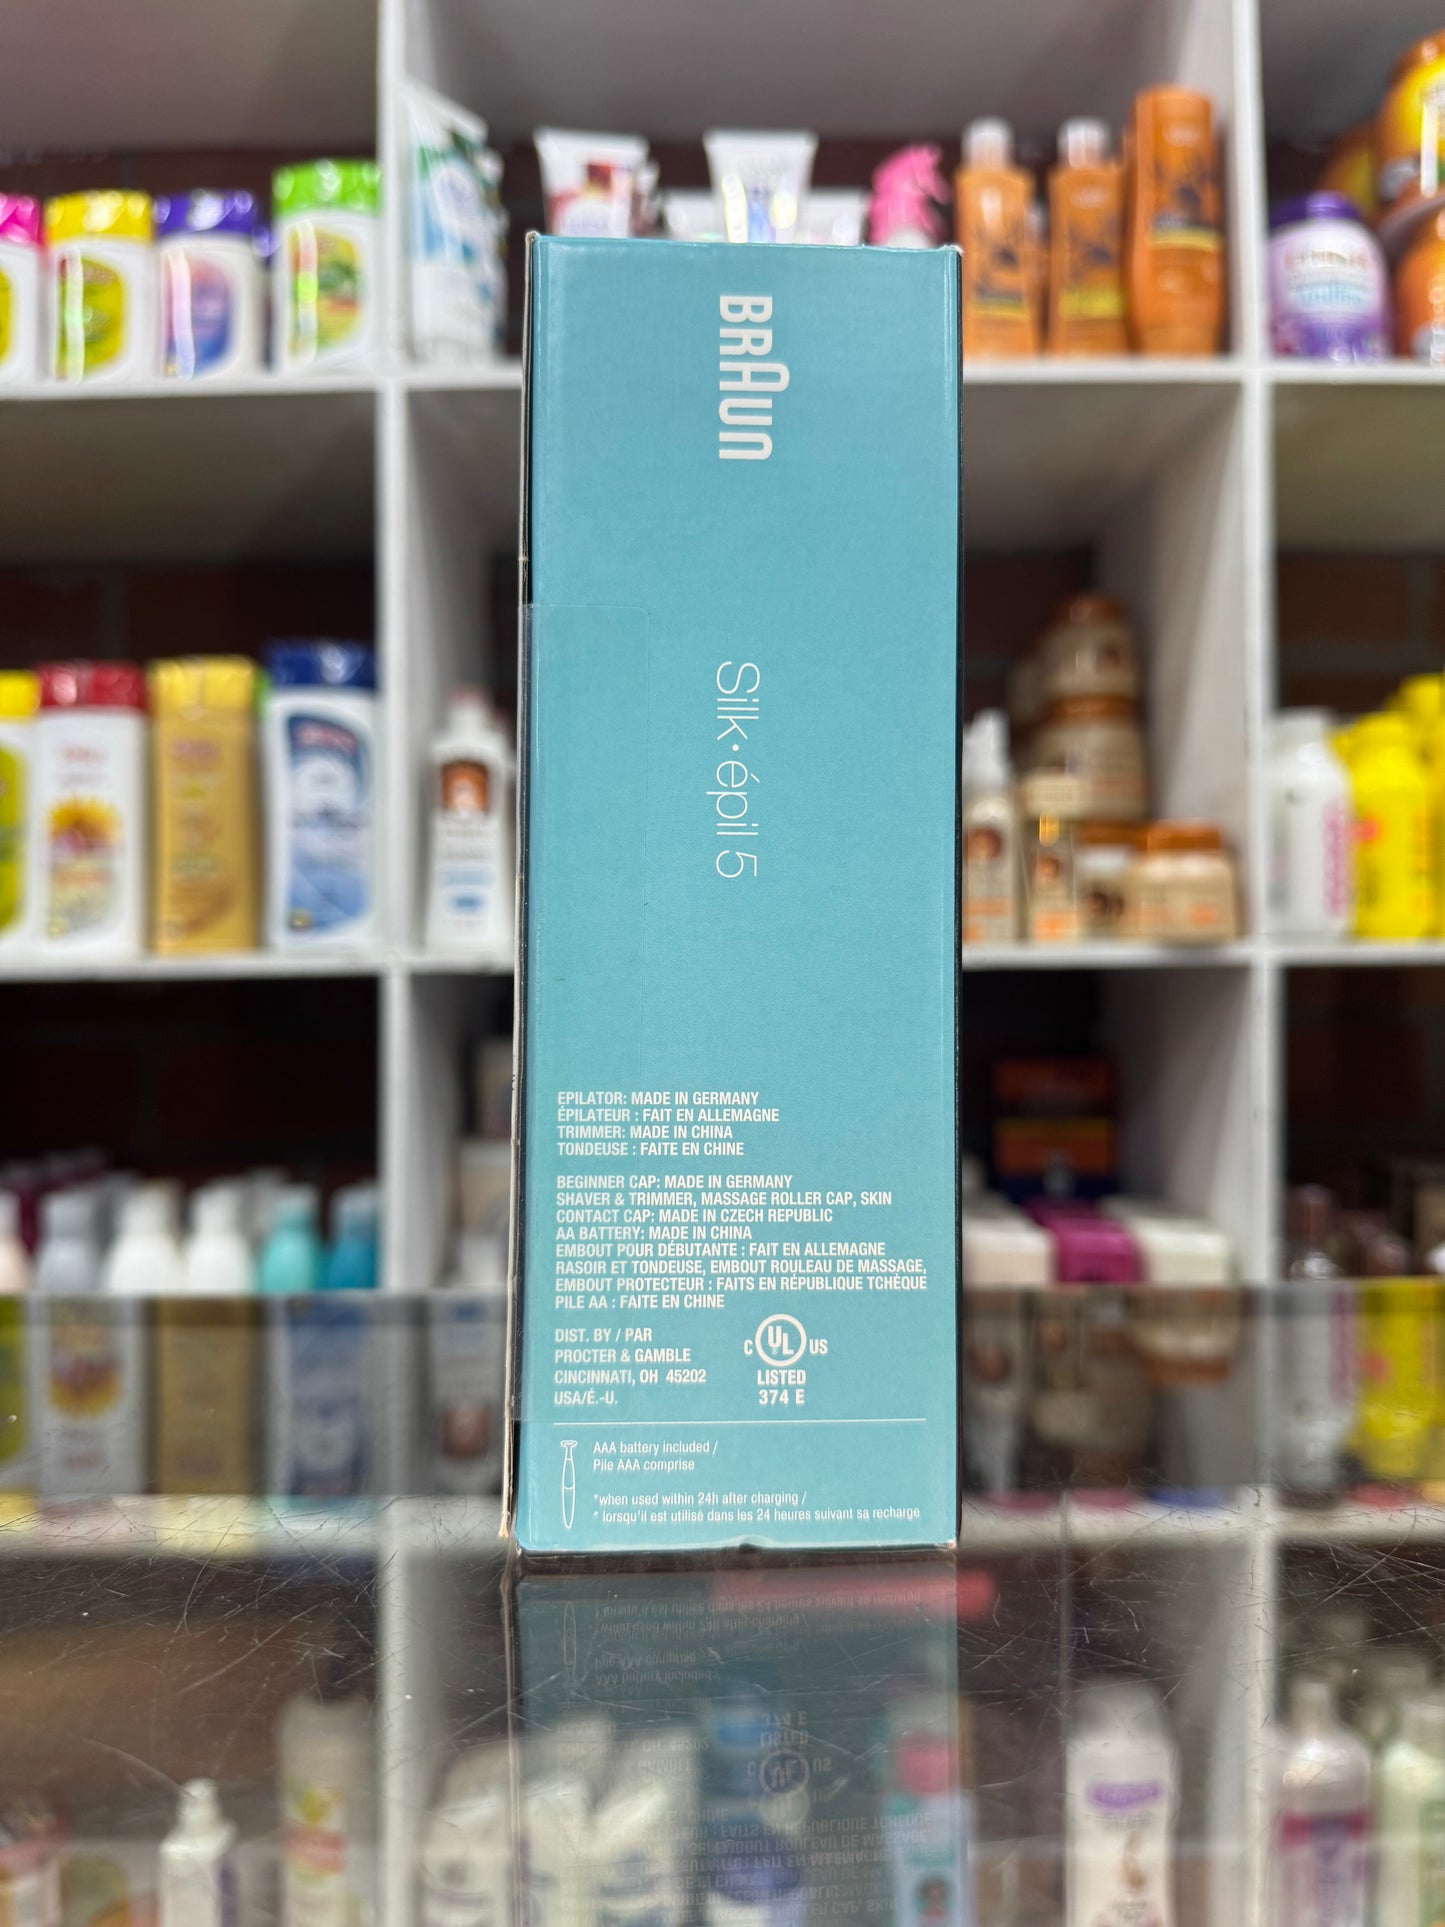 BRAUN
Silk·épil 5
EPILATOR: MADE IN GERMANY
ÉPILATEUR : FAIT EN ALLEMAGNE
TRIMMER: MADE IN CHINA
TONDEUSE : FAITE EN CHINE
BEGINNER CAP: MADE IN GERMANY
SHAVER & TRIMMER, MASSAGE ROLLER CAP, SKIN
CONTACT CAP: MADE IN CZECH REPUBLIC
AA BATTERY: MADE IN CHINA
EMBOUT POUR DÉBUTANTE : FAIT EN ALLEMAGNE
RASOIR ET TONDEUSE, EMBOUT ROULEAU DE MASSAGE,
EMBOUT PROTECTEUR : FAITS EN RÉPUBLIQUE TCHÈQUE
PILE AA : FAITE EN CHINE
DIST. BY / PAR
PROCTER & GAMBLE
CINCINNATI, OH 45202
USA/É.-U.
C UL US
LISTED
374 E
AAA battery included /
Pile AAA comprise
*when used within 24h after charging /
* lorsqu'il est utilisé dans les 24 heures suivant sa recharge